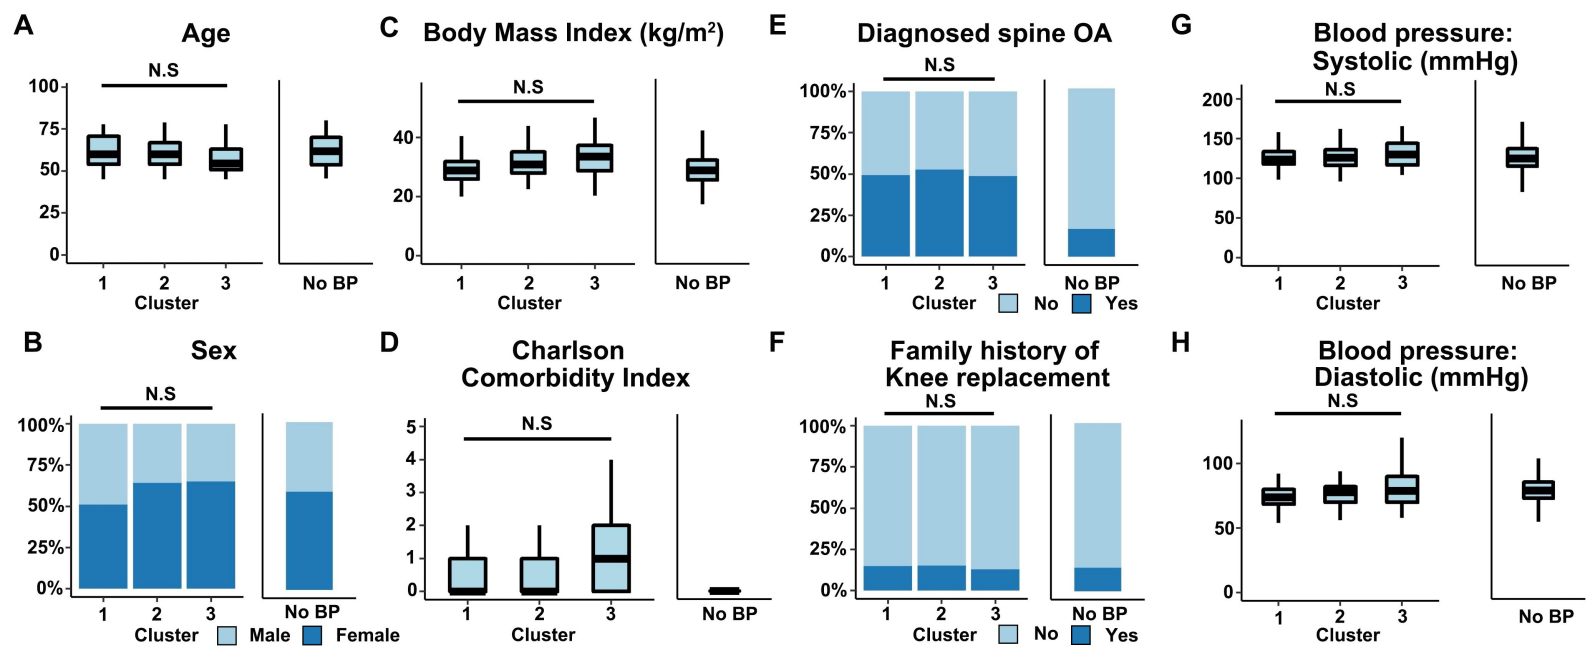 A
Age
N.S
100
75
50
25
0
1 2 3 No BP
Cluster
C
Body Mass Index (kg/m²)
N.S
40
20
0
1 2 3 No BP
Cluster
E
Diagnosed spine OA
N.S
100%
75%
50%
25%
0%
1 2 3 No BP
Cluster No Yes
G
Blood pressure:
Systolic (mmHg)
N.S
200
150
100
50
0
1 2 3 No BP
Cluster
B
Sex
N.S
100%
75%
50%
25%
0%
1 2 3 No BP
Cluster Male Female
D
Charlson
Comorbidity Index
N.S
5
4
3
2
1
0
1 2 3 No BP
Cluster
F
Family history of
Knee replacement
N.S
100%
75%
50%
25%
0%
1 2 3 No BP
Cluster No Yes
H
Blood pressure:
Diastolic (mmHg)
N.S
100
50
0
1 2 3 No BP
Cluster